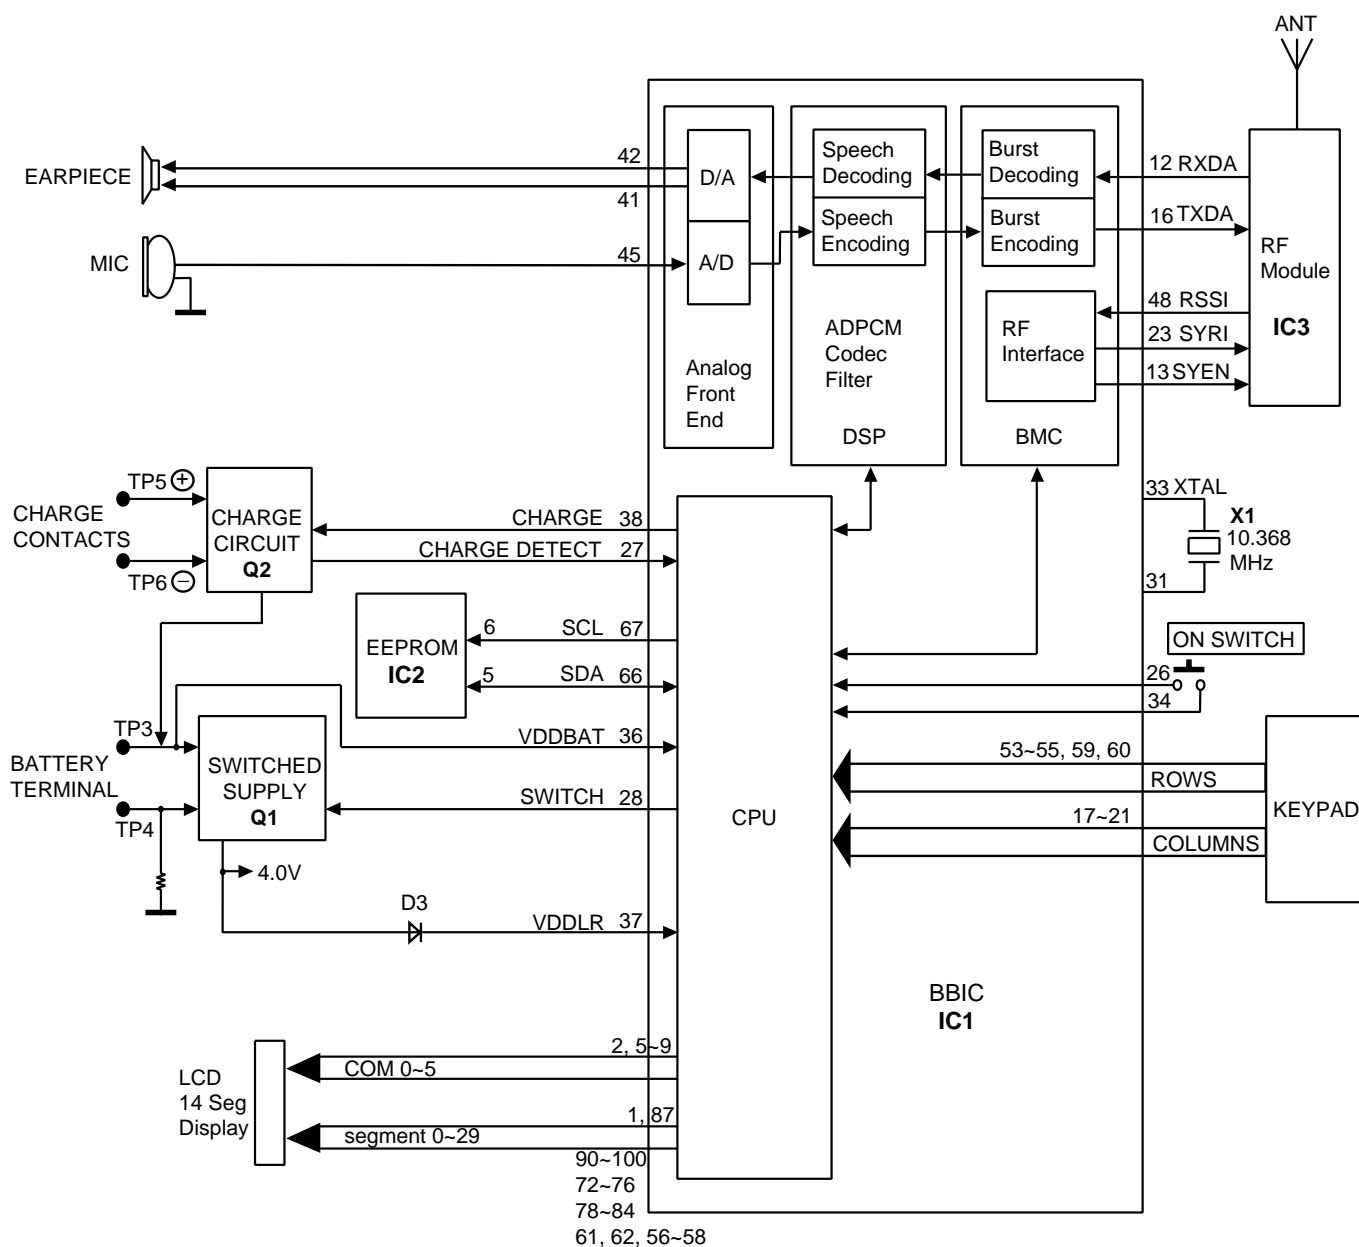 ANT
EARPIECE
42
41
D/A
Speech
Decoding
Burst
Decoding
12 RXDA
Speech
Encoding
Burst
Encoding
16 TXDA
MIC
45
A/D
RF
Module
IC3
48 RSSI
23 SYRI
13 SYEN
RF
Interface
ADPCM
Codec
Filter
Analog
Front
End
DSP
BMC
TP5 +
CHARGE
CONTACTS
TP6 −
CHARGE
CIRCUIT
Q2
CHARGE 38
CHARGE DETECT 27
33 XTAL
X1
10.368
MHz
31
EEPROM
IC2
6 SCL 67
5 SDA 66
ON SWITCH
26
34
TP3
BATTERY
TERMINAL
TP4
SWITCHED
SUPPLY
Q1
VDDBAT 36
SWITCH 28
CPU
53~55, 59, 60
ROWS
17~21
COLUMNS
KEYPAD
4.0V
D3
VDDLR 37
BBIC
IC1
LCD
14 Seg
Display
2, 5~9
COM 0~5
1, 87
segment 0~29
90~100
72~76
78~84
61, 62, 56~58